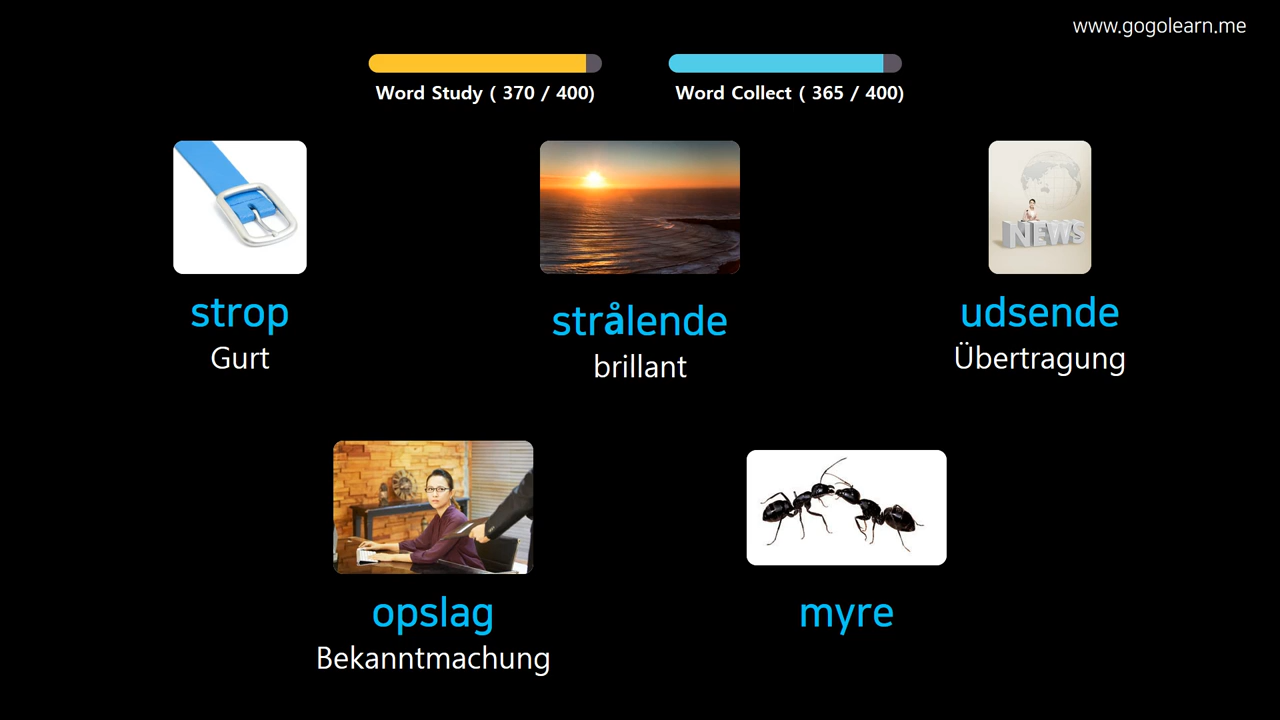 www.gogolearn.me
Word Study ( 370 / 400)
Word Collect ( 365 / 400)
NEWS
strop
Gurt
strålende
brillant
udsende
Übertragung
opslag
Bekanntmachung
myre